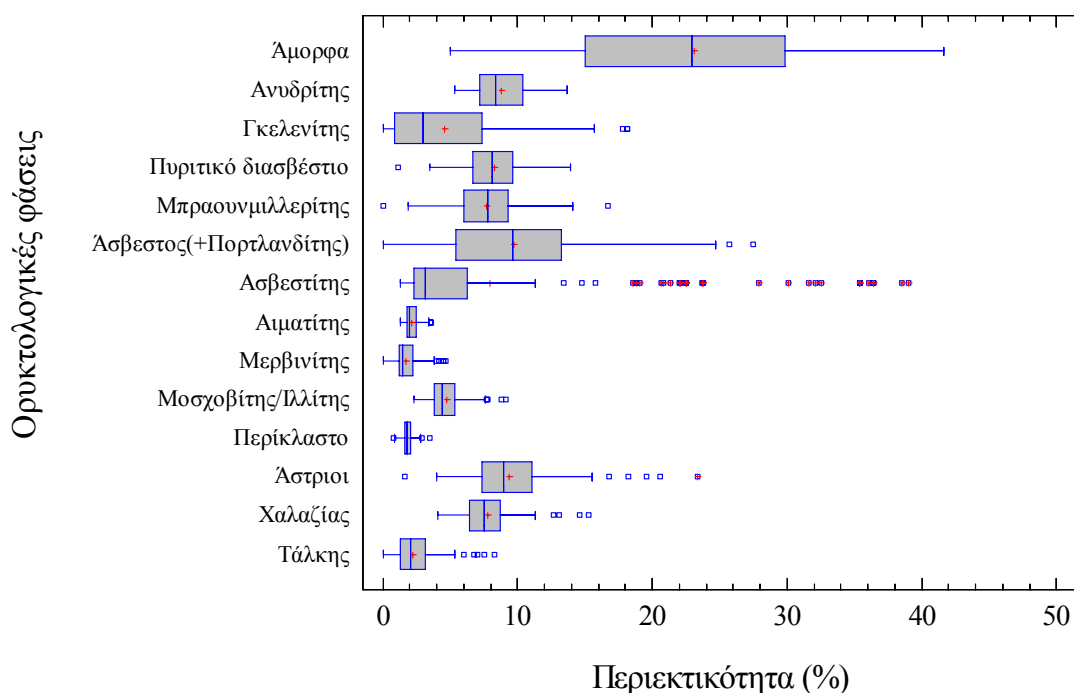 Ορυκτολογικές φάσεις
Άμορφα
Ανυδρίτης
Γκελενίτης
Πυριτικό διασβέστιο
Μπραουνμιλλερίτης
Άσβεστος(+Πορτλανδίτης)
Ασβεστίτης
Αιματίτης
Μερβινίτης
Μοσχοβίτης/Ιλλίτης
Περίκλαστο
Άστριοι
Χαλαζίας
Τάλκης
0 10 20 30 40 50
Περιεκτικότητα (%)